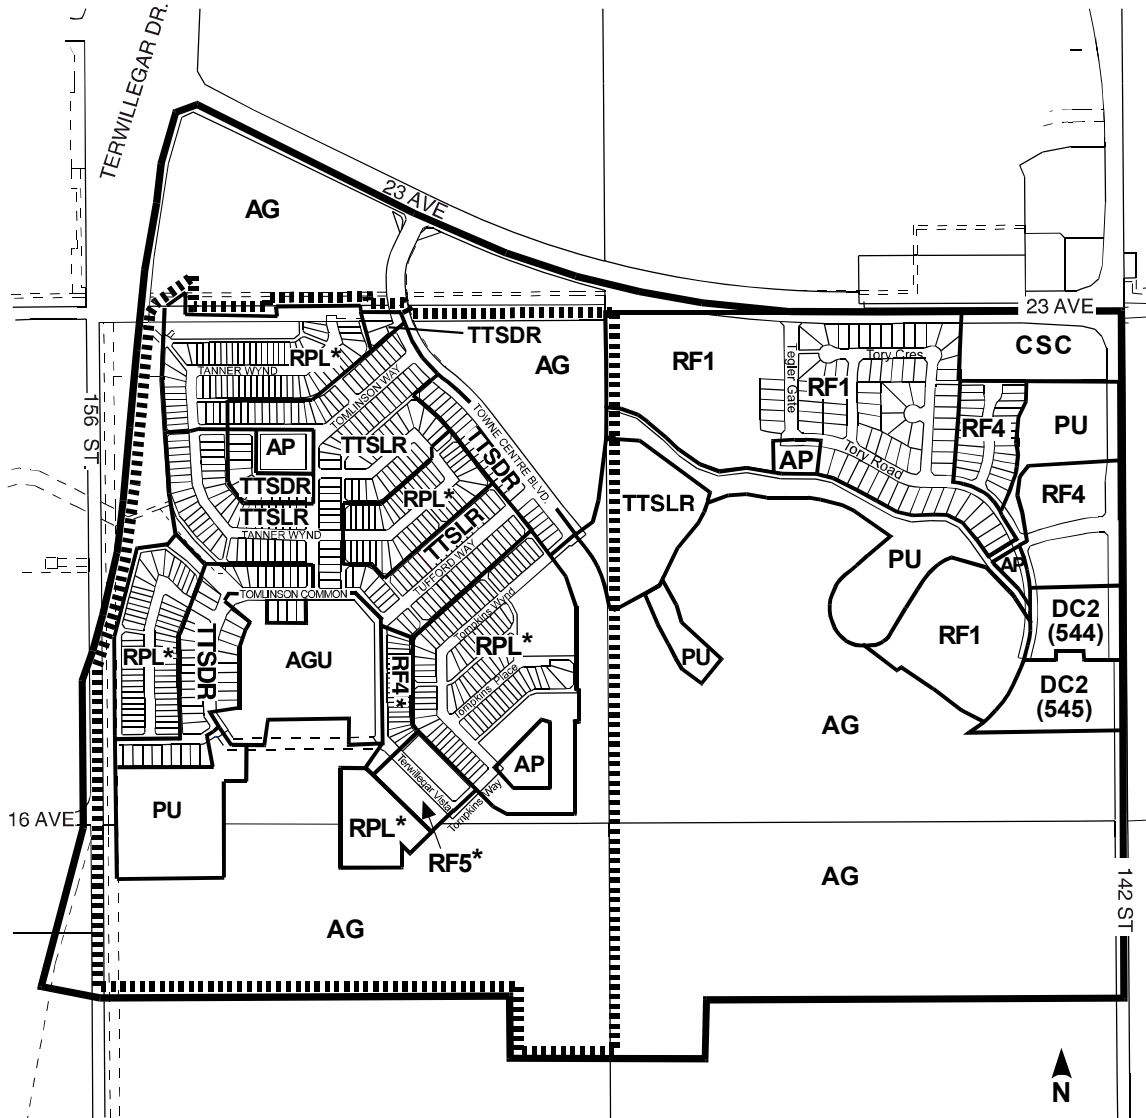 TERWILLEGAR DR.
23 AVE
AG
23 AVE
TTSDR
AG
RF1
CSC
RPL*
TANNER WYND
TOMLINSON WAY
Tegler Gate
Tory Cres
RF1
156 ST
AP
TTSLR
TOWNE CENTRE BLVD
TTSDR
RF4
PU
AP
Tory Road
TTSDR
RPL*
TTSLR
RF4
TTSLR
TANNER WYND
TTSLR
TUFFORD WAY
PU
AP
TOMLINSON COMMON
Tompkins Wynd
DC2
(544)
RPL*
TTSDR
AGU
RF4*
RPL*
PU
RF1
Tompkins Place
DC2
(545)
AG
AP
Terwillegar Vista
Tompkins Way
PU
16 AVE
RPL*
RF5*
AG
142 ST
AG
N